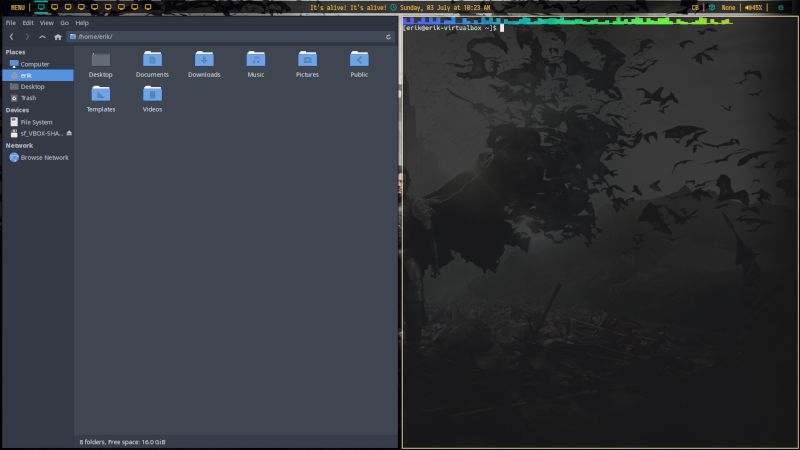 MENU | It's alive! It's alive! Sunday, 03 July at 10:23 AM CB | None | 45% |
File Edit View Go Help
/home/erik/
[erik@erik-virtualbox ~]$
Places
Computer
erik
Desktop
Trash
Devices
File System
sf_VBOX-SHA...
Network
Browse Network
Desktop Documents Downloads Music Pictures Public
Templates Videos
8 folders, Free space: 16.0 GiB